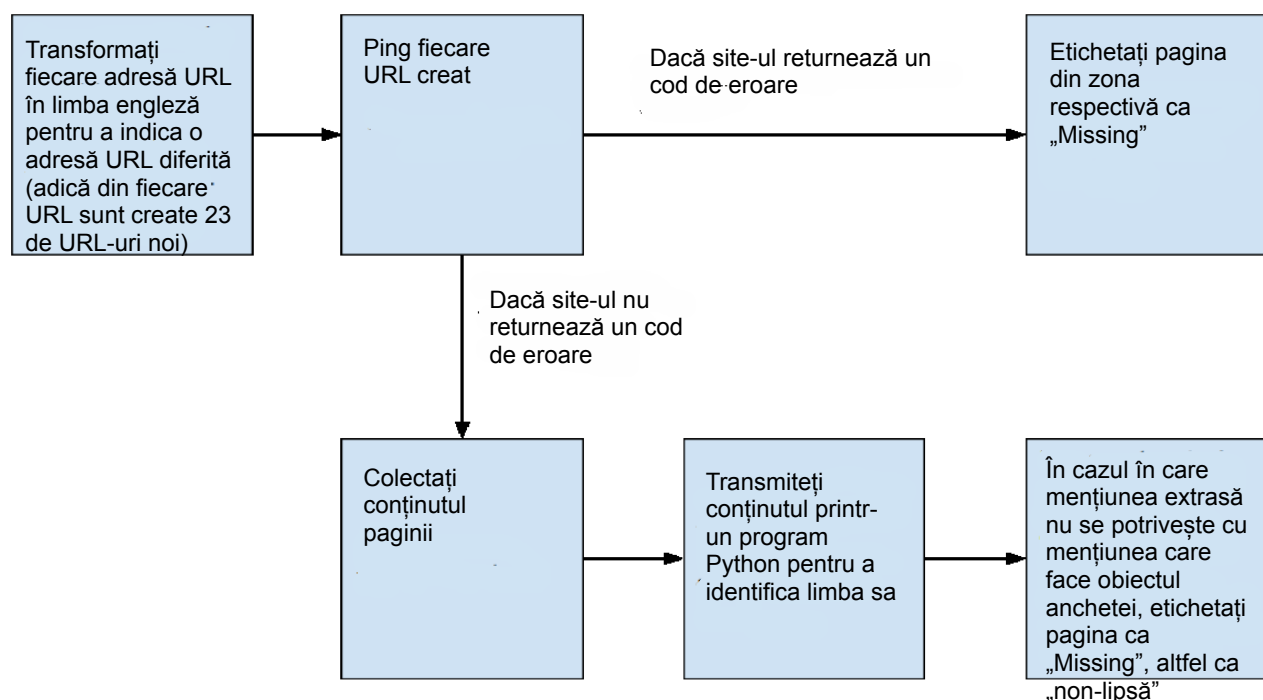 Transformați
fiecare adresă URL
în limba engleză
pentru a indica o
adresă URL diferită
(adică din fiecare
URL sunt create 23
de URL-uri noi)
Ping fiecare
URL creat
Dacă site-ul returnează un
cod de eroare
Etichetați pagina
din zona
respectivă ca
„Missing”
Dacă site-ul nu
returnează un cod
de eroare
Colectați
conținutul
paginii
Transmiteți
conținutul printr-
un program
Python pentru a
identifica limba sa
În cazul în care
mențiunea extrasă
nu se potrivește cu
mențiunea care
face obiectul
anchetei, etichetați
pagina ca
„Missing”, altfel ca
„non-lipsă”